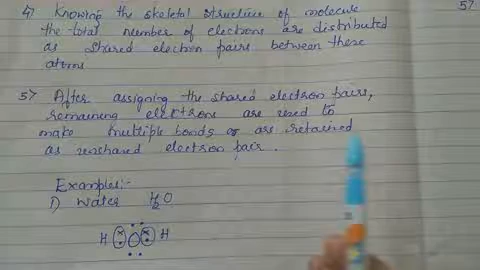 4) Knowing the skeletal structure of molecule
the total number of electrons are distributed
as shared electron pairs between these
atoms
5) After assigning the shared electron pairs,
remaining electrons are used to
make multiple bonds or are retained
as unshared electron pair.
Examples:-
1) Water H2O
H O H
5)